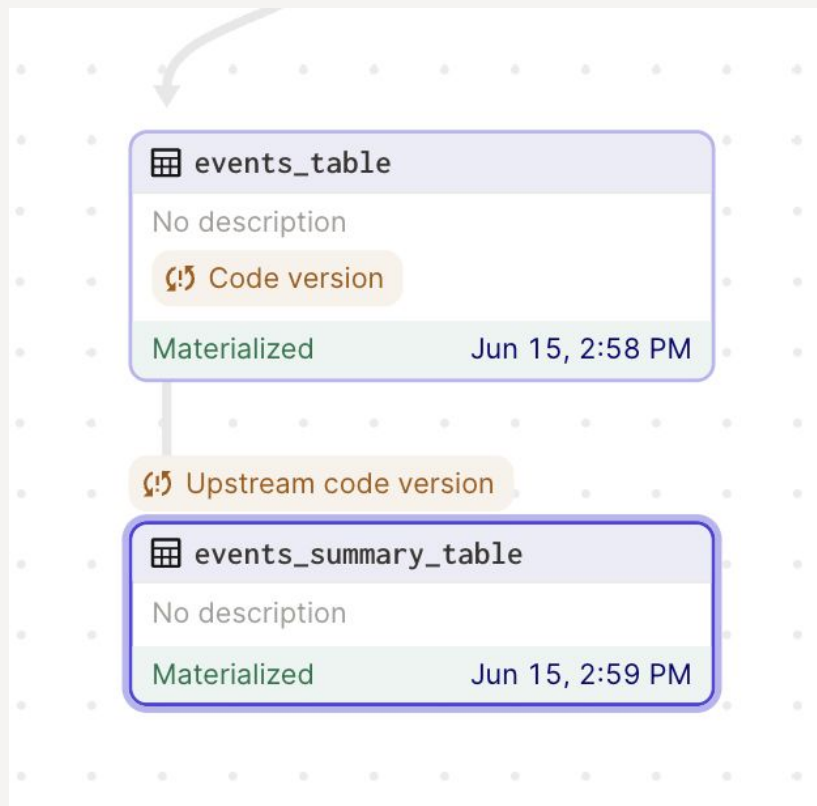 events_table
No description
Code version
Materialized Jun 15, 2:58 PM
Upstream code version
events_summary_table
No description
Materialized Jun 15, 2:59 PM